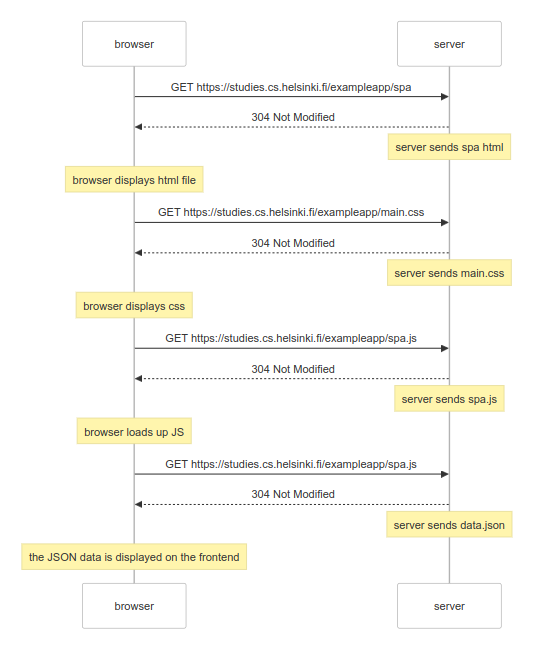 browser server
GET https://studies.cs.helsinki.fi/exampleapp/spa
304 Not Modified
server sends spa html
browser displays html file
GET https://studies.cs.helsinki.fi/exampleapp/main.css
304 Not Modified
server sends main.css
browser displays css
GET https://studies.cs.helsinki.fi/exampleapp/spa.js
304 Not Modified
server sends spa.js
browser loads up JS
GET https://studies.cs.helsinki.fi/exampleapp/spa.js
304 Not Modified
server sends data.json
the JSON data is displayed on the frontend
browser server